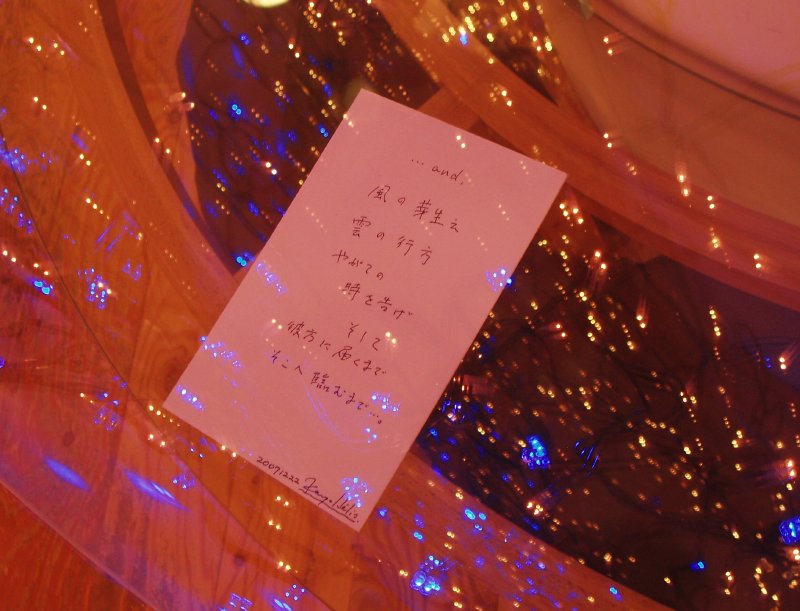 ...and,
風の芽生え
雲の行方
やがての
時を告げ
そして
彼方に届くまで
そこへ臨むまで...。
20071222